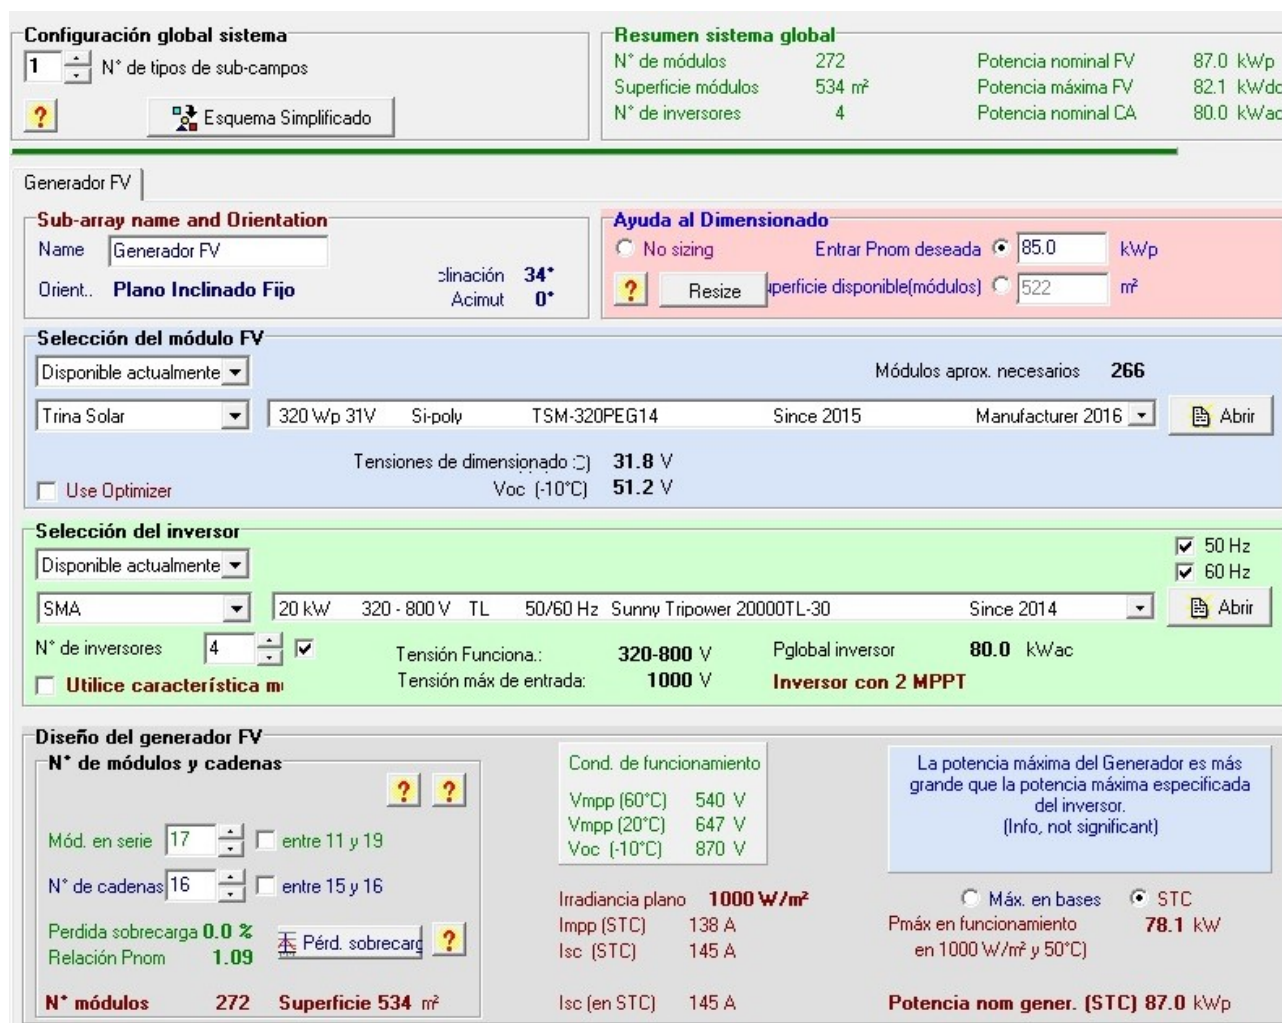 Configuración global sistema
1 N° de tipos de sub-campos
? Esquema Simplificado
Resumen sistema global
N° de módulos 272 Potencia nominal FV 87.0 kWp
Superficie módulos 534 m² Potencia máxima FV 82.1 kWdc
N° de inversores 4 Potencia nominal CA 80.0 kWac
Generador FV
Sub-array name and Orientation
Name Generador FV
Orient.. Plano Inclinado Fijo
clinación 34°
Acimut 0°
Ayuda al Dimensionado
No sizing Entrar Pnom deseada 85.0 kWp
? Resize uperficie disponible(módulos) 522 m²
Selección del módulo FV
Disponible actualmente Módulos aprox. necesarios 266
Trina Solar 320 Wp 31V Si-poly TSM-320PEG14 Since 2015 Manufacturer 2016 Abrir
Tensiones de dimensionado 31.8 V
Use Optimizer Voc (-10°C) 51.2 V
Selección del inversor
Disponible actualmente 50 Hz
60 Hz
SMA 20 kW 320 - 800 V TL 50/60 Hz Sunny Tripower 20000TL-30 Since 2014 Abrir
N° de inversores 4 Tensión Funciona.: 320-800 V Pglobal inversor 80.0 kWac
Utilice característica m Tensión máx de entrada: 1000 V Inversor con 2 MPPT
Diseño del generador FV
N° de módulos y cadenas
? ?
Mód. en serie 17 entre 11 y 19
N° de cadenas 16 entre 15 y 16
Perdida sobrecarga 0.0 %
Relación Pnom 1.09
Pérd. sobrecarg ?
N° módulos 272 Superficie 534 m²
Cond. de funcionamiento
Vmpp (60°C) 540 V
Vmpp (20°C) 647 V
Voc (-10°C) 870 V
Irradiancia plano 1000 W/m²
Impp (STC) 138 A
Isc (STC) 145 A
Isc (en STC) 145 A
La potencia máxima del Generador es más
grande que la potencia máxima especificada
del inversor.
(Info, not significant)
Máx. en bases STC
Pmáx en funcionamiento 78.1 kW
en 1000 W/m² y 50°C)
Potencia nom gener. (STC) 87.0 kWp